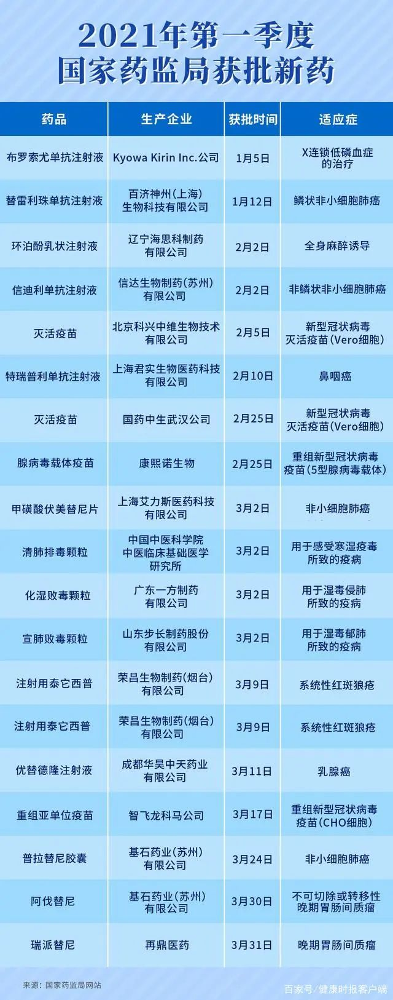 2021年第一季度
国家药监局获批新药
药品 生产企业 获批时间 适应症
布罗索尤单抗注射液 Kyowa Kirin Inc.公司 1月5日 X连锁低磷血症
的治疗
替雷利珠单抗注射液 百济神州(上海)
生物科技有限公司 1月12日 鳞状非小细胞肺癌
环泊酚乳状注射液 辽宁海思科制药
有限公司 2月2日 全身麻醉诱导
信迪利单抗注射液 信达生物制药(苏州)
有限公司 2月2日 非鳞状非小细胞肺癌
灭活疫苗 北京科兴中维生物技术
有限公司 2月5日 新型冠状病毒
灭活疫苗(Vero细胞)
特瑞普利单抗注射液 上海君实生物医药科技
有限公司 2月10日 鼻咽癌
灭活疫苗 国药中生武汉公司 2月25日 新型冠状病毒
灭活疫苗(Vero细胞)
腺病毒载体疫苗 康熙诺生物 2月25日 重组新型冠状病毒
疫苗(5型腺病毒载体)
甲磺酸伏美替尼片 上海艾力斯医药科技
有限公司 3月2日 非小细胞肺癌
清肺排毒颗粒 中国中医科学院
中医临床基础医学
研究所 3月2日 用于感受寒湿疫毒
所致的疫病
化湿败毒颗粒 广东一方制药
有限公司 3月2日 用于湿毒侵肺
所致的疫病
宣肺败毒颗粒 山东步长制药股份
有限公司 3月2日 用于湿毒郁肺
所致的疫病
注射用泰它西普 荣昌生物制药(烟台)
有限公司 3月9日 系统性红斑狼疮
注射用泰它西普 荣昌生物制药(烟台)
有限公司 3月9日 系统性红斑狼疮
优替德隆注射液 成都华昊中天药业
有限公司 3月11日 乳腺癌
重组亚单位疫苗 智飞龙科马公司 3月17日 重组新型冠状病毒
疫苗(CHO细胞)
普拉替尼胶囊 基石药业(苏州)
有限公司 3月24日 非小细胞肺癌
阿伐替尼 基石药业(苏州)
有限公司 3月30日 不可切除或转移性
晚期胃肠间质瘤
瑞派替尼 再鼎医药 3月31日 晚期胃肠间质瘤
来源：国家药监局网站
百家号/健康时报客户端